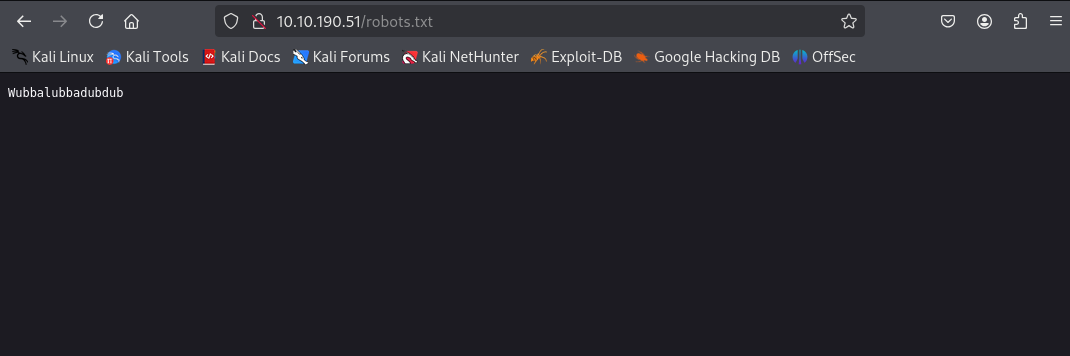 10.10.190.51/robots.txt
Kali Linux Kali Tools Kali Docs Kali Forums Kali NetHunter Exploit-DB Google Hacking DB OffSec
Wubbalubbadubdub